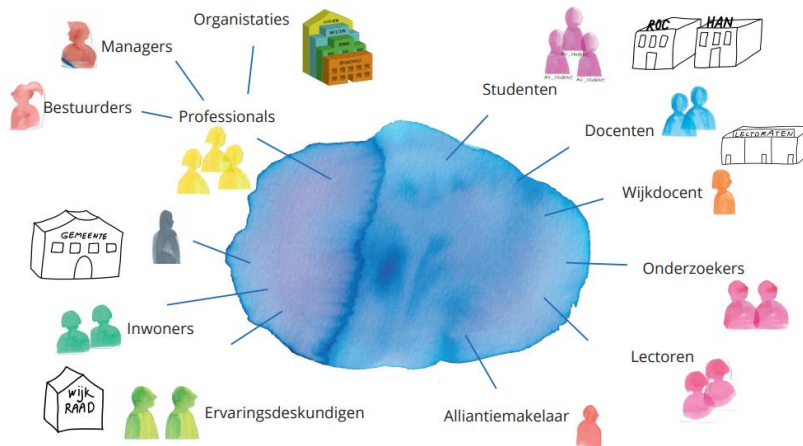 Organistaties
Managers
Bestuurders
Professionals
GEMEENTE
Inwoners
wijk
RAAD
Ervaringsdeskundigen
ROC
HAN
Studenten
Docenten
LECTORATEN
Wijkdocent
Onderzoekers
Lectoren
Alliantiemakelaar